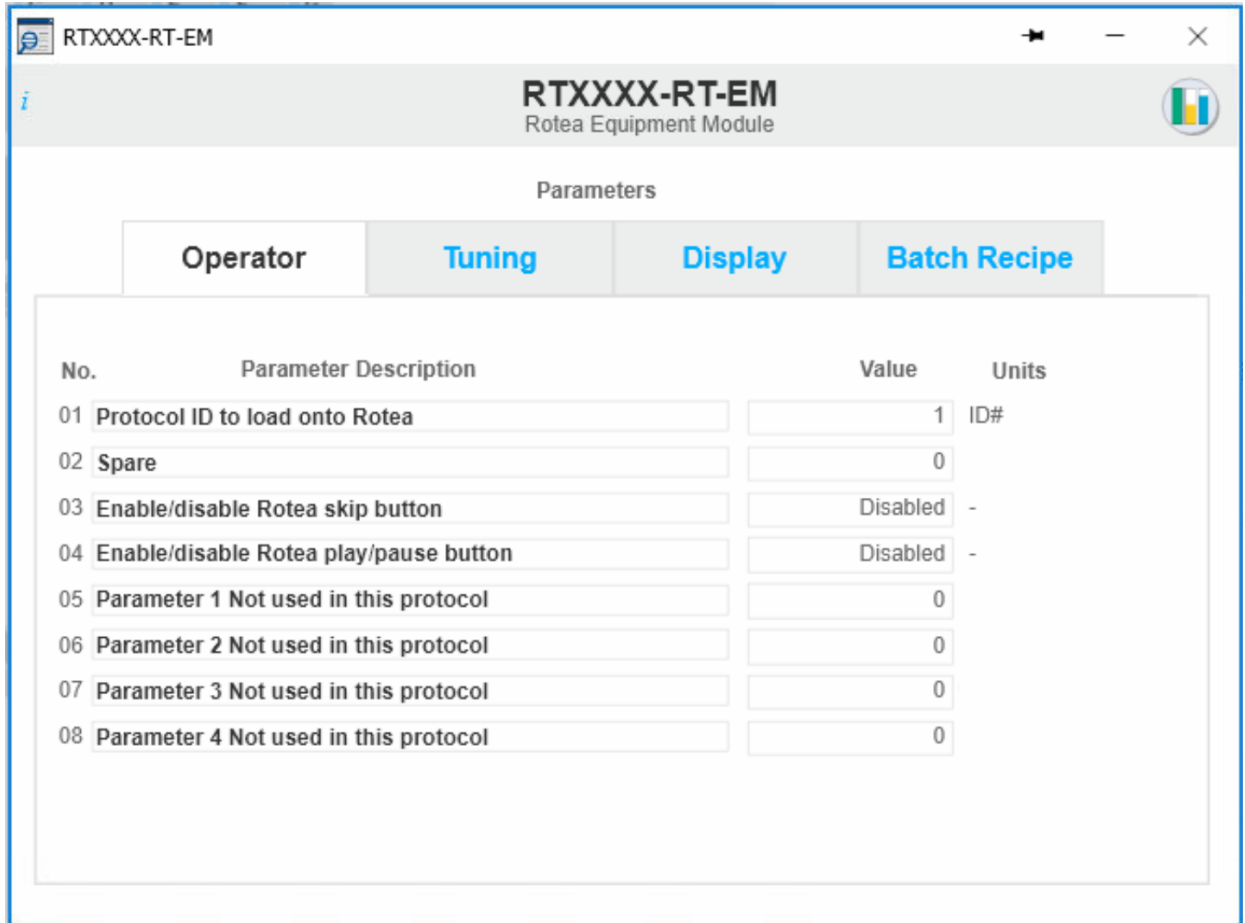 RTXXXX-RT-EM
i
RTXXXX-RT-EM
Rotea Equipment Module
Parameters
Operator Tuning Display Batch Recipe
No. Parameter Description Value Units
01 Protocol ID to load onto Rotea 1 ID#
02 Spare 0
03 Enable/disable Rotea skip button Disabled -
04 Enable/disable Rotea play/pause button Disabled -
05 Parameter 1 Not used in this protocol 0
06 Parameter 2 Not used in this protocol 0
07 Parameter 3 Not used in this protocol 0
08 Parameter 4 Not used in this protocol 0